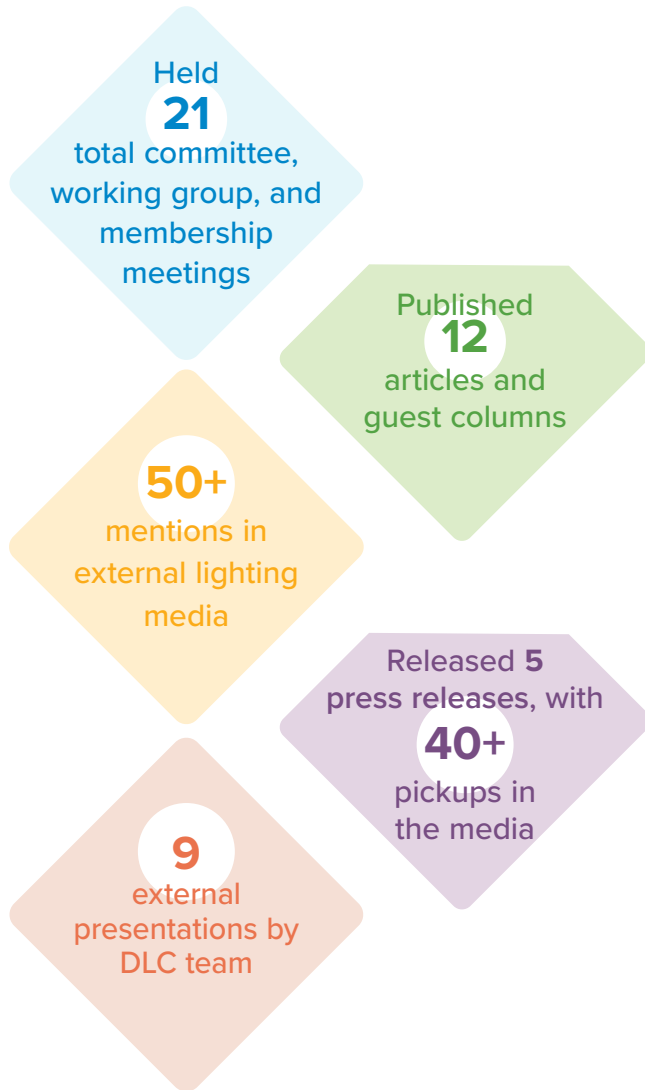 Held
21
total committee,
working group, and
membership
meetings
Published
12
articles and
guest columns
50+
mentions in
external lighting
media
Released 5
press releases, with
40+
pickups in
the media
9
external
presentations by
DLC team